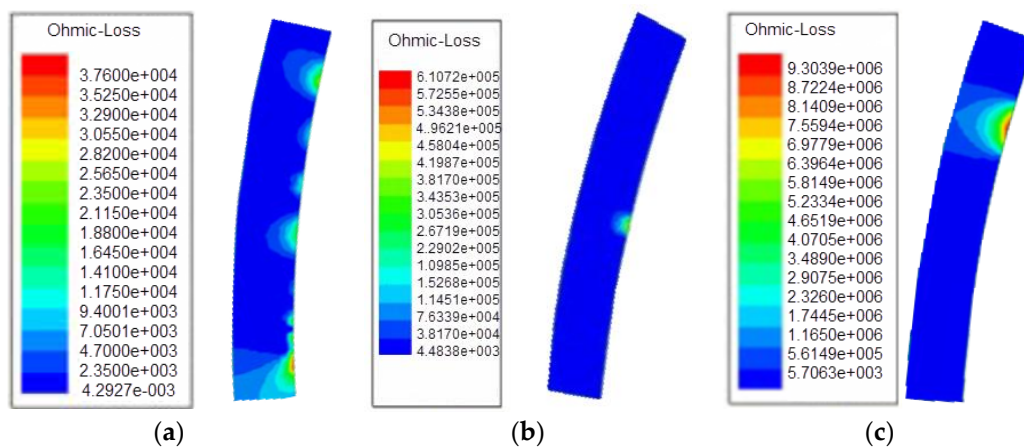 Ohmic-Loss
3.7600e+004
3.5250e+004
3.2900e+004
3.0550e+004
2.8200e+004
2.5650e+004
2.3500e+004
2.1150e+004
1.8800e+004
1.6450e+004
1.4100e+004
1.1750e+004
9.4001e+003
7.0501e+003
4.7000e+003
2.3500e+003
4.2927e-003
(a)
Ohmic-Loss
6.1072e+005
5.7255e+005
5.3438e+005
4.9621e+005
4.5804e+005
4.1987e+005
3.8170e+005
3.4353e+005
3.0536e+005
2.6719e+005
2.2902e+005
1.0985e+005
1.5268e+005
1.1451e+005
7.6339e+004
3.8170e+004
4.4838e+003
(b)
Ohmic-Loss
9.3039e+006
8.7224e+006
8.1409e+006
7.5594e+006
6.9779e+006
6.3964e+006
5.8149e+006
5.2334e+006
4.6519e+006
4.0705e+006
3.4890e+006
2.9075e+006
2.3260e+006
1.7445e+006
1.1650e+006
5.6149e+005
5.7063e+003
(c)